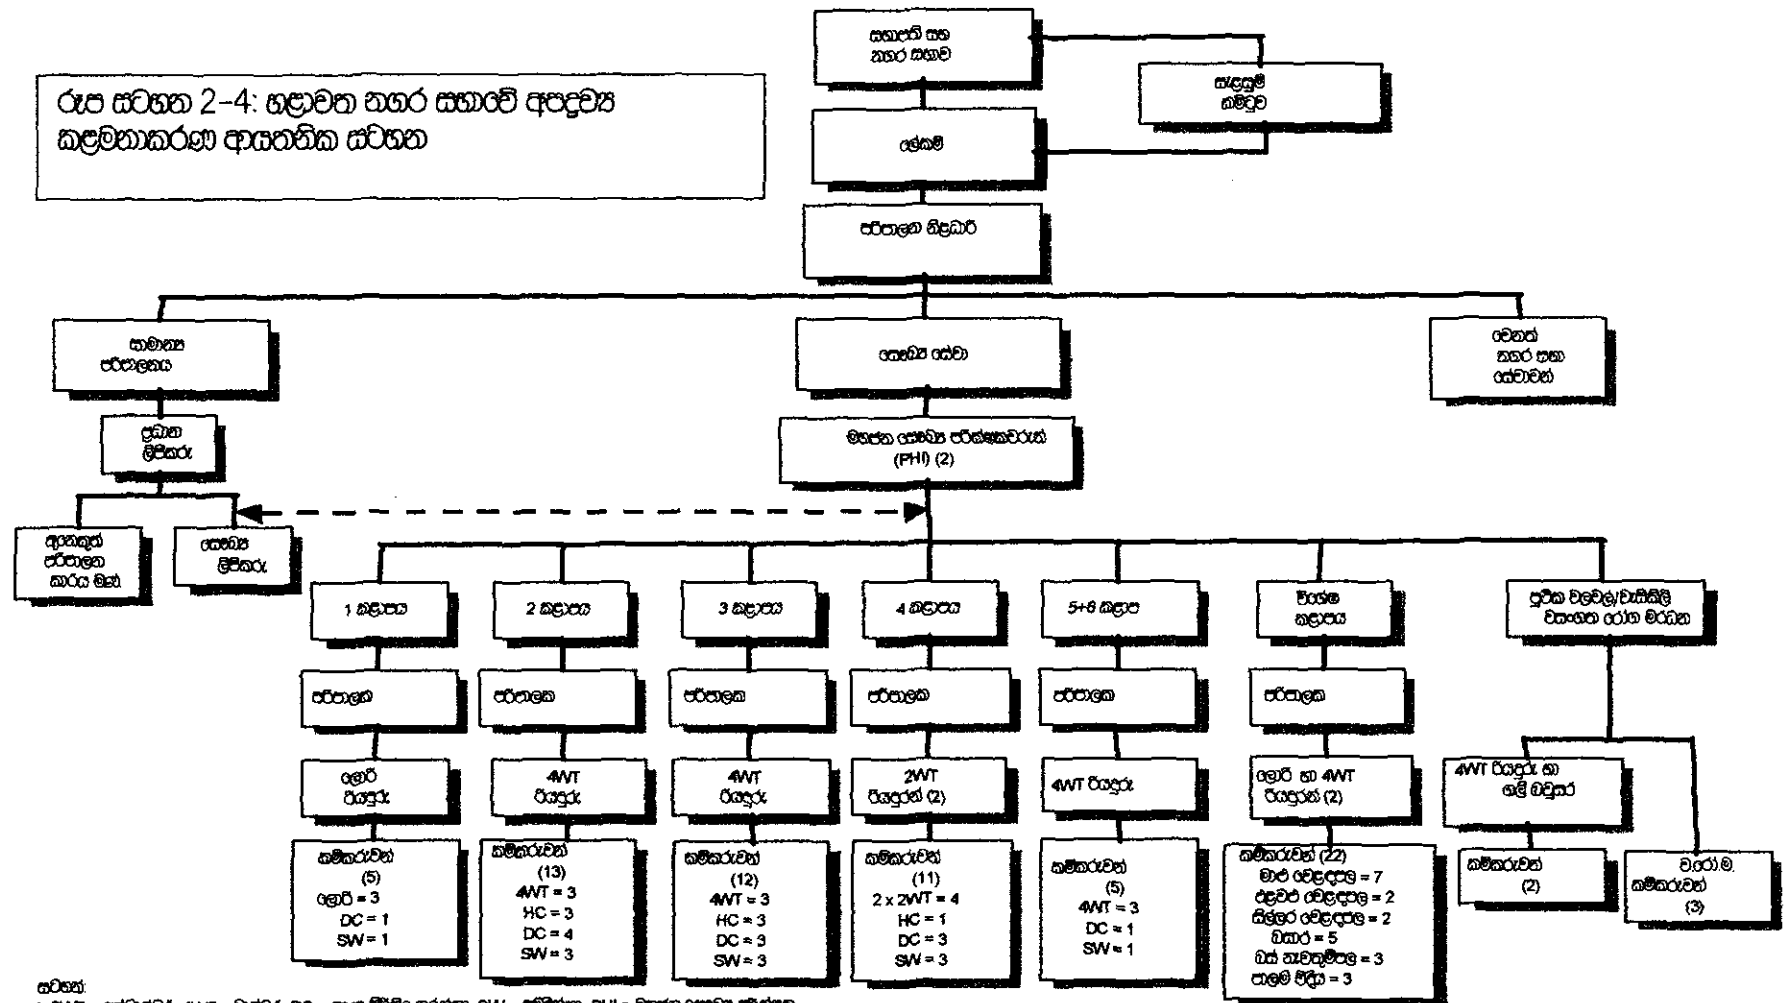 සභාපති සහ
නගර සභාව
සැළසුම්
කමිටුව
රූප සටහන 2-4: හළාවත නගර සභාවේ අපද්‍රව්‍ය
කළමනාකරණ ආයතනික සටහන
ලේකම්
පරිපාලන නිළධාරී
සාමාන්‍ය
පරිපාලනය
සෞඛ්‍ය සේවා
වෙනත්
නගර සභා
සේවාවන්
ප්‍රධාන
ලිපිකරු
මහජන සෞඛ්‍ය පරීක්ෂකවරුන්
(PHI) (2)
අනෙකුත්
පරිපාලන
කාර්ය මණ්
සෞඛ්‍ය
ලිපිකරු
1 කළාපය
2 කළාපය
3 කළාපය
4 කළාපය
5+6 කළාප
විශේෂ
කළාපය
පූථික වලවල්/වැසිකිලි
වසංගත රෝග මර්ධන
පරිපාලක
පරිපාලක
පරිපාලක
පරිපාලක
පරිපාලක
පරිපාලක
ලොරි
රියදුරු
4WT
රියදුරු
4WT
රියදුරු
2WT
රියදුරන් (2)
4WT රියදුරු
ලොරි හා 4WT
රියදුරන් (2)
4WT රියදුරු හා
ගලි බවුසර
කම්කරුවන්
(5)
ලොරි = 3
DC = 1
SW = 1
කම්කරුවන්
(13)
4WT = 3
HC = 3
DC = 4
SW = 3
කම්කරුවන්
(12)
4WT = 3
HC = 3
DC = 3
SW = 3
කම්කරුවන්
(11)
2 x 2WT = 4
HC = 1
DC = 3
SW = 3
කම්කරුවන්
(5)
4WT = 3
DC = 1
SW = 1
කම්කරුවන් (22)
මාළු වෙළඳපල = 7
එළවළු වෙළඳපල = 2
සිල්ලර වෙළඳපල = 2
බසාර = 5
බස් නැවතුම්පල = 3
පාලම වීදිය = 3
කම්කරුවන්
(2)
ව.රෝ.ම.
කම්කරුවන්
(3)
සටහන්: